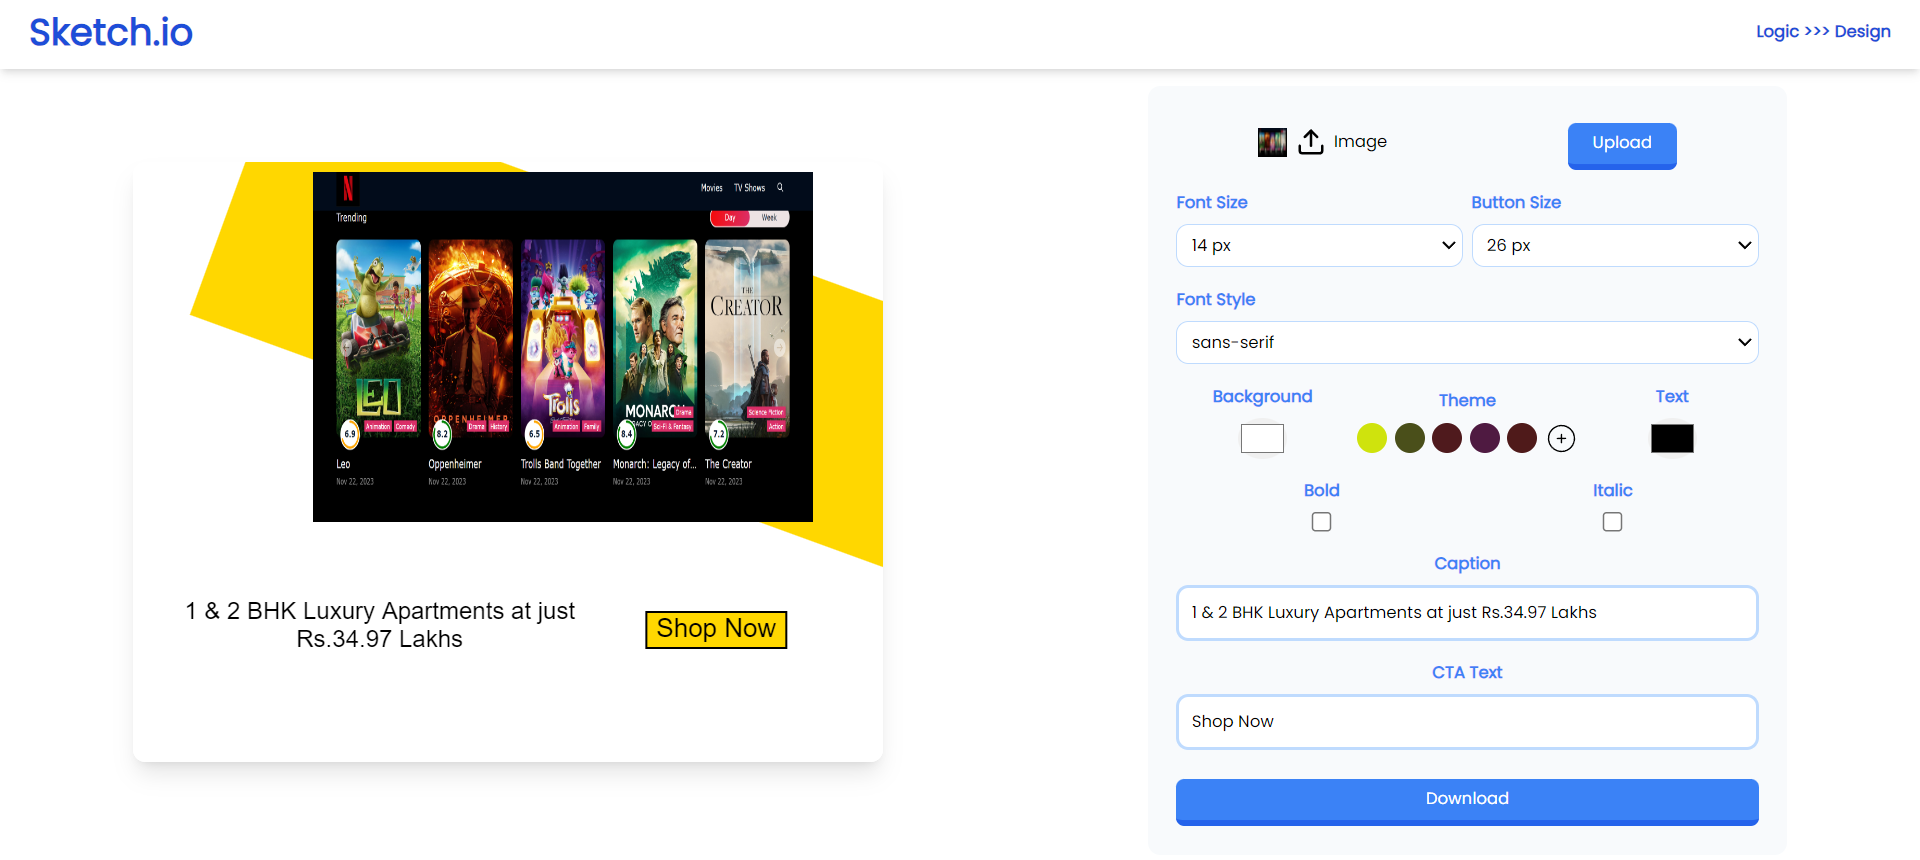 Sketch.io
Logic >>> Design
Image
Upload
Font Size
Button Size
14 px
26 px
Font Style
sans-serif
Background
Theme
Text
Bold
Italic
Caption
1 & 2 BHK Luxury Apartments at just Rs.34.97 Lakhs
CTA Text
Shop Now
Download
N
Movies
TV Shows
Trending
Day
Week
LEO
OPPENHEIMER
Trolls
MONARCH
THE
CREATOR
Animation
Comedy
Drama
History
Animation
Family
Drama
Sci-Fi & Fantasy
Science Fiction
Action
6.9
8.2
6.5
8.4
7.2
Leo
Oppenheimer
Trolls Band Together
Monarch: Legacy of...
The Creator
Nov 22, 2023
Nov 22, 2023
Nov 22, 2023
Nov 22, 2023
Nov 22, 2023
1 & 2 BHK Luxury Apartments at just
Rs.34.97 Lakhs
Shop Now